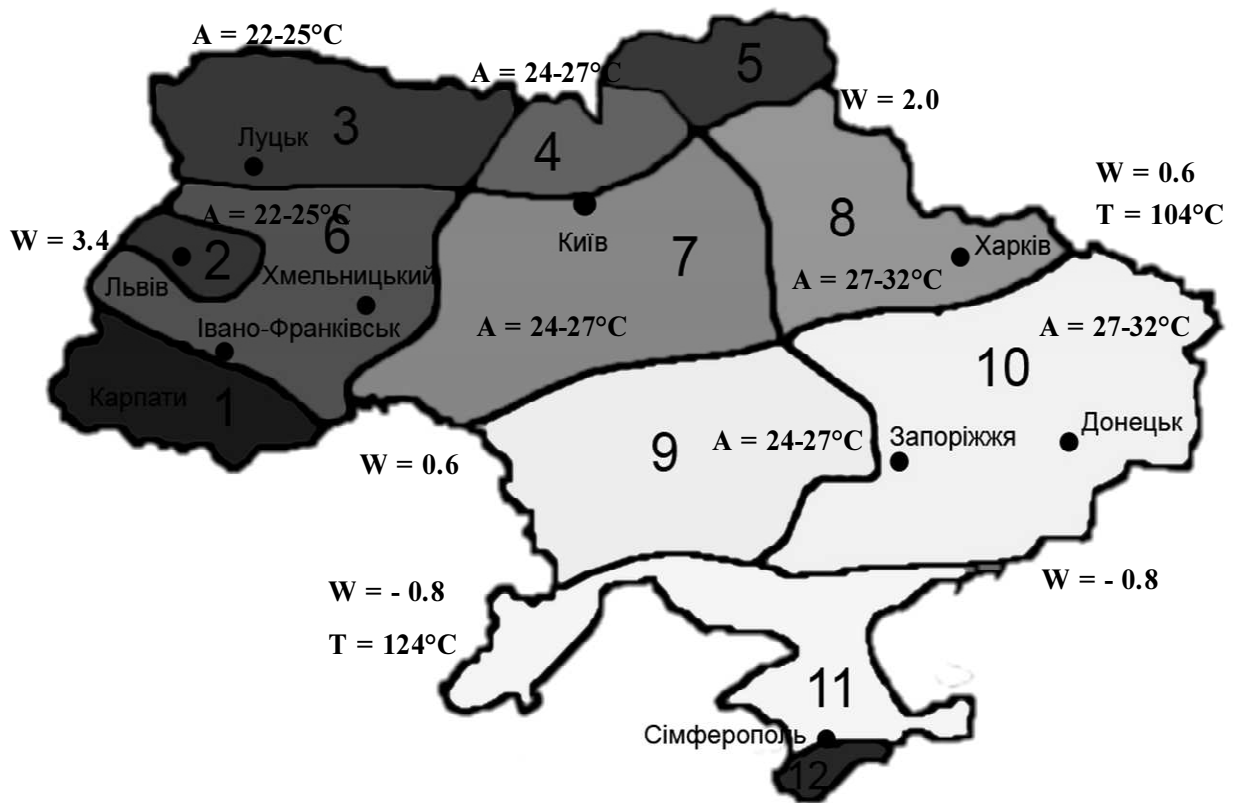 A = 22-25°C
5
A = 24-27°C
W = 2.0
3
Луцьк
4
W = 0.6
T = 104°C
A = 22-25°C
W = 3.4
2
6
Київ
7
8
Харків
Львів
Хмельницький
A = 27-32°C
Івано-Франківськ
A = 24-27°C
A = 27-32°C
10
Карпати
1
9
A = 24-27°C
Запоріжжя
Донецьк
W = 0.6
W = - 0.8
T = 124°C
W = - 0.8
11
Сімферополь
12